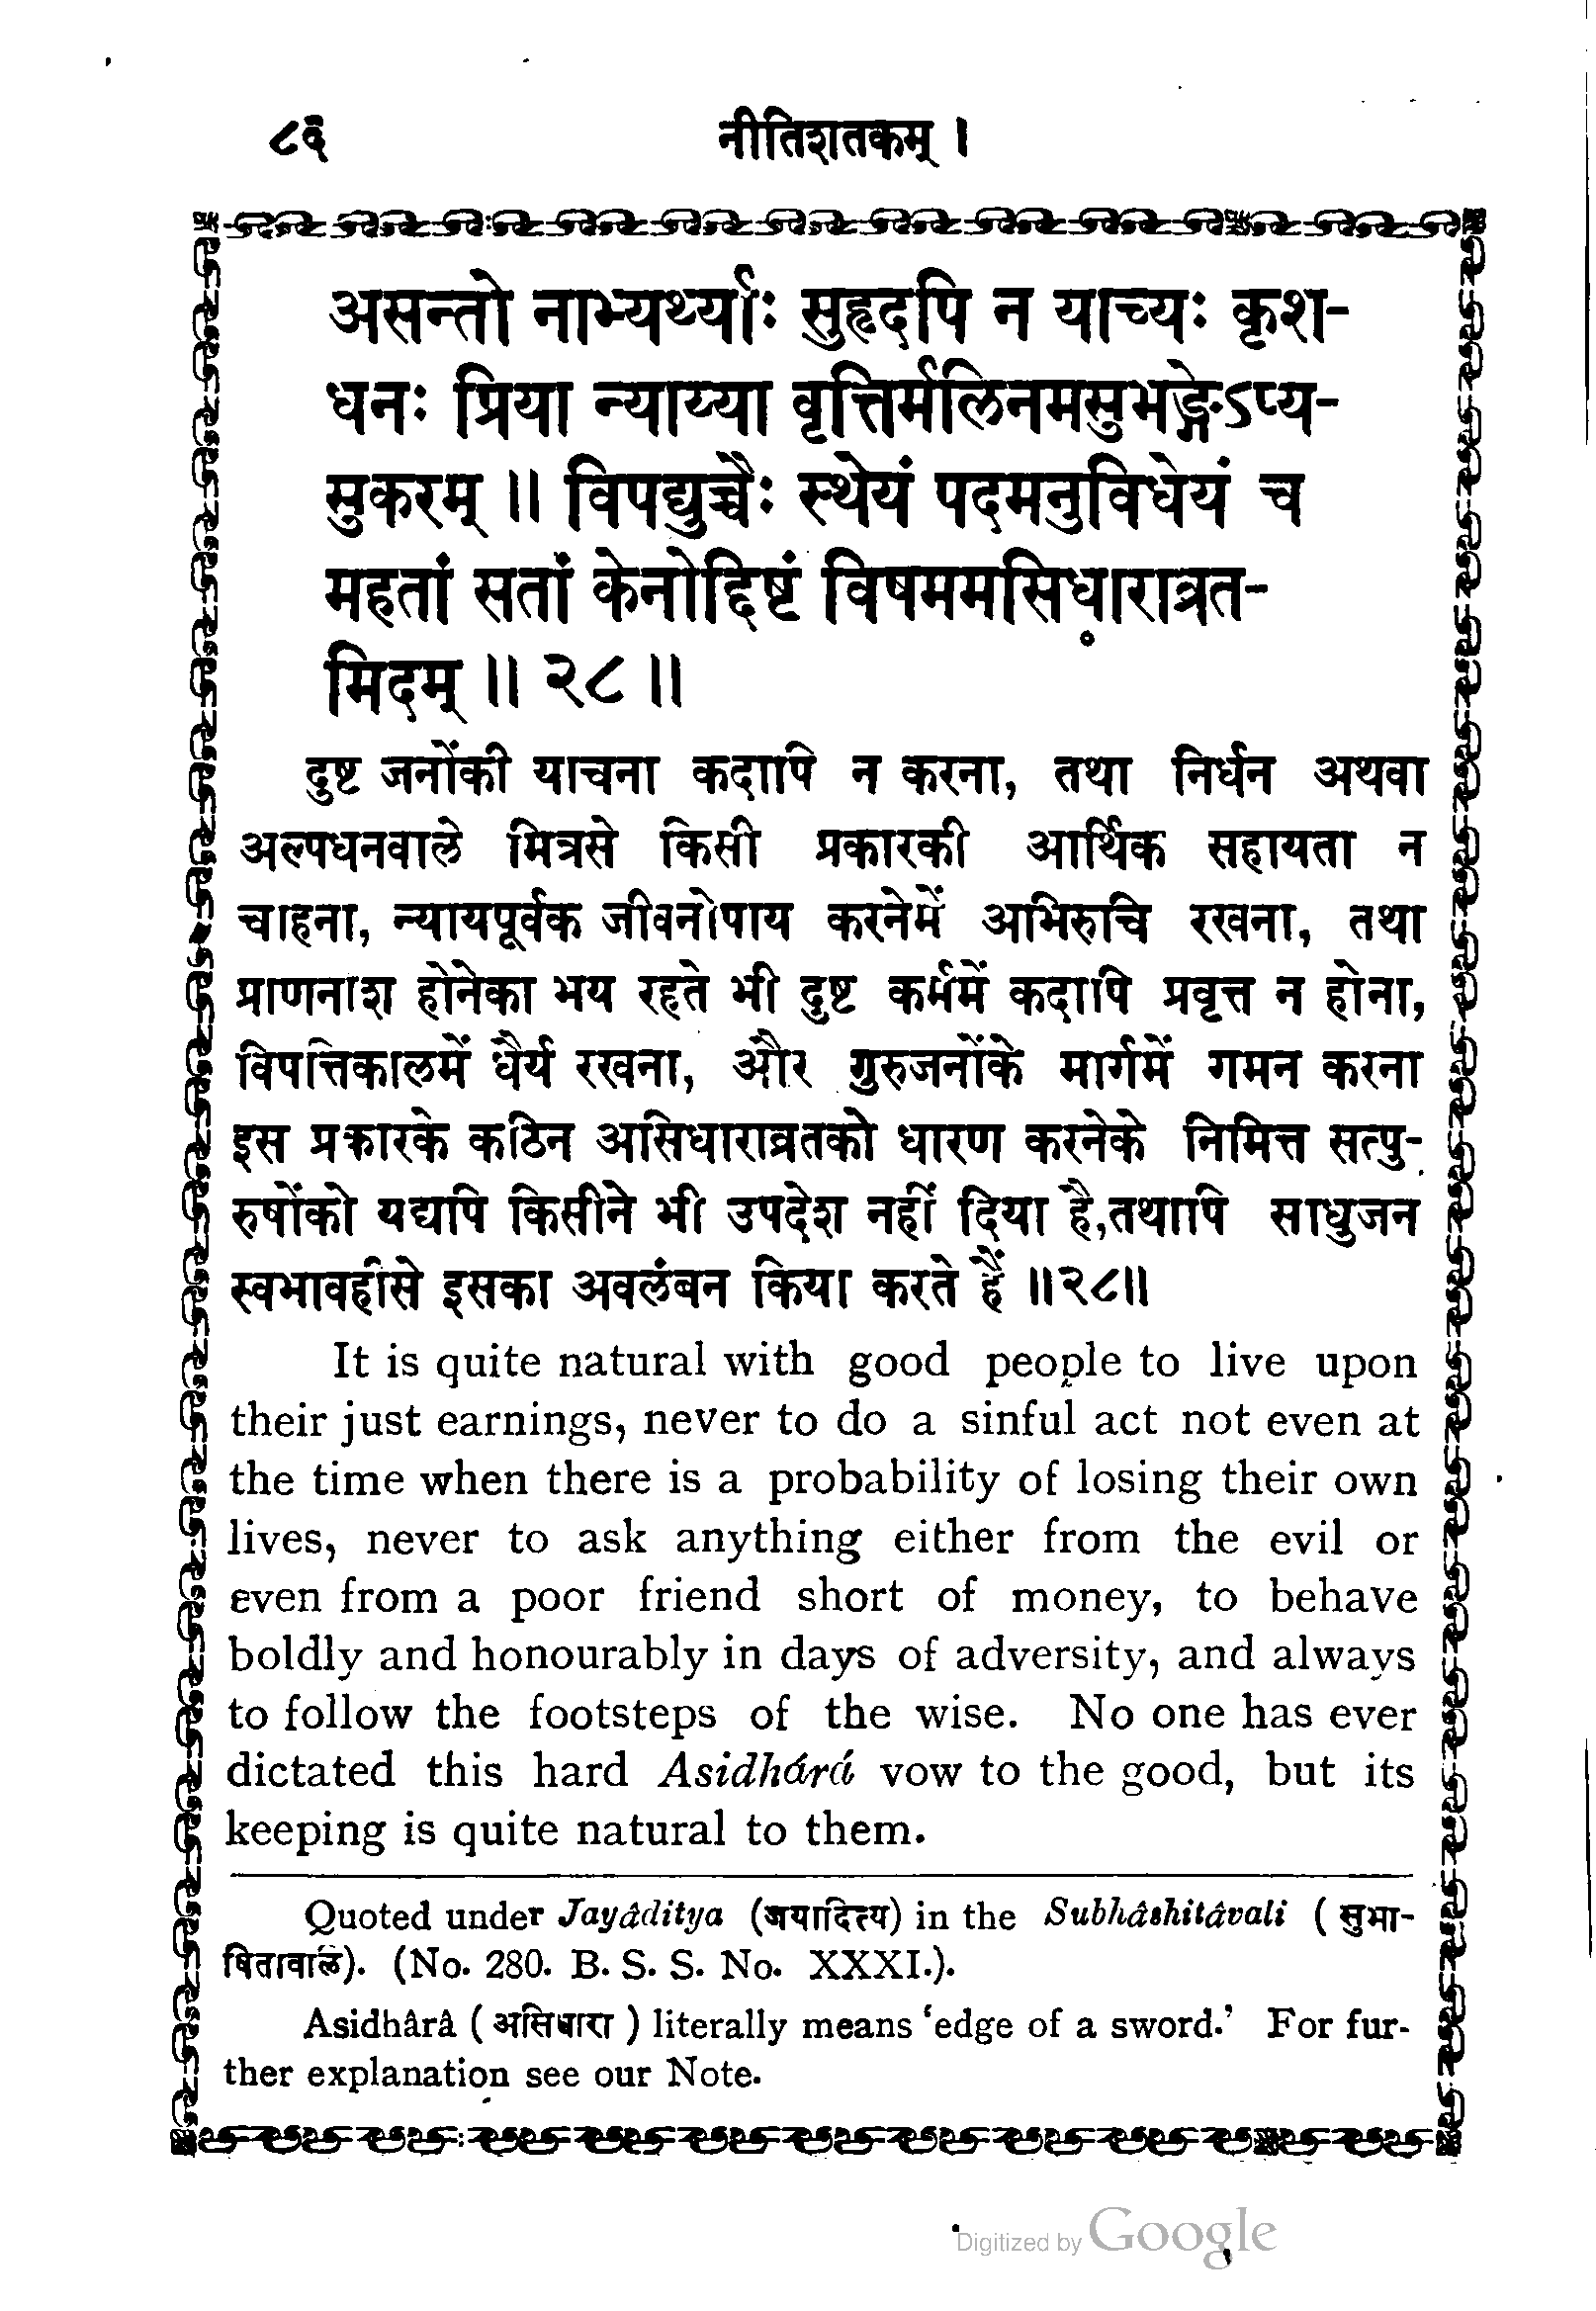 ८६
नीतिशतकम् ।
असन्तो नाभ्यर्थ्याः सुहृदपि न याच्यः कृश-
धनः प्रिया न्याय्या वृत्तिर्मलिनमसुभङ्गेऽप्य-
सुकरम् ॥ विपद्युच्चैः स्थेयं पदमनुविधेयं च
महतां सतां केनोद्दिष्टं विषममसिधाराव्रत-
मिदम् ॥ २८ ॥
दुष्ट जनोंकी याचना कदापि न करना, तथा निर्धन अथवा
अल्पधनवाले मित्रसे किसी प्रकारकी आर्थिक सहायता न
चाहना, न्यायपूर्वक जीवनोपाय करनेमें अभिरुचि रखना, तथा
प्राणनाश होनेका भय रहते भी दुष्ट कर्ममें कदापि प्रवृत्त न होना,
विपत्तिकालमें धैर्य रखना, और गुरुजनोंके मार्गमें गमन करना
इस प्रकारके कठिन असिधाराव्रतको धारण करनेके निमित्त सत्पु-
रुषोंको यद्यपि किसीने भी उपदेश नहीं दिया है,तथापि साधुजन
स्वभावहीसे इसका अवलंबन किया करते हैं ॥२८॥
It is quite natural with good people to live upon
their just earnings, never to do a sinful act not even at
the time when there is a probability of losing their own
lives, never to ask anything either from the evil or
even from a poor friend short of money, to behave
boldly and honourably in days of adversity, and always
to follow the footsteps of the wise. No one has ever
dictated this hard Asidhárá vow to the good, but its
keeping is quite natural to them.
Quoted under Jayâditya (जयादित्य) in the Subhâshitâvali ( सुभा-
षितावलि). (No. 280. B. S. S. No. XXXI.).
Asidhârâ ( असिधारा ) literally means ‘edge of a sword.’ For fur-
ther explanation see our Note.
Digitized by Google